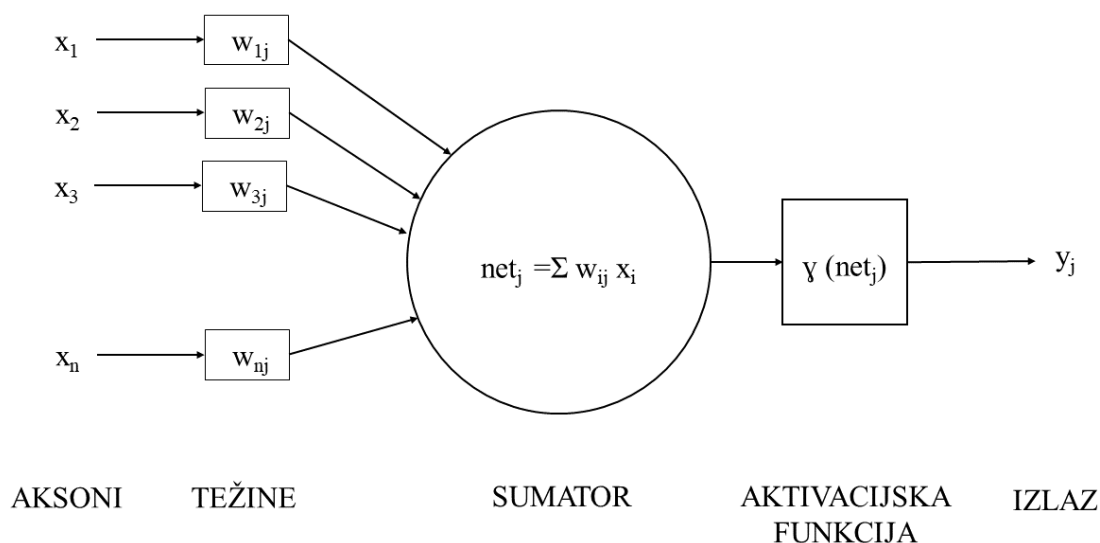 x₁ w₁ⱼ
x₂ w₂ⱼ
x₃ w₃ⱼ
netⱼ =Σ wᵢⱼ xᵢ
ɣ (netⱼ)
yⱼ
xₙ wₙⱼ
AKSONI
TEŽINE
SUMATOR
AKTIVACIJSKA
FUNKCIJA
IZLAZ